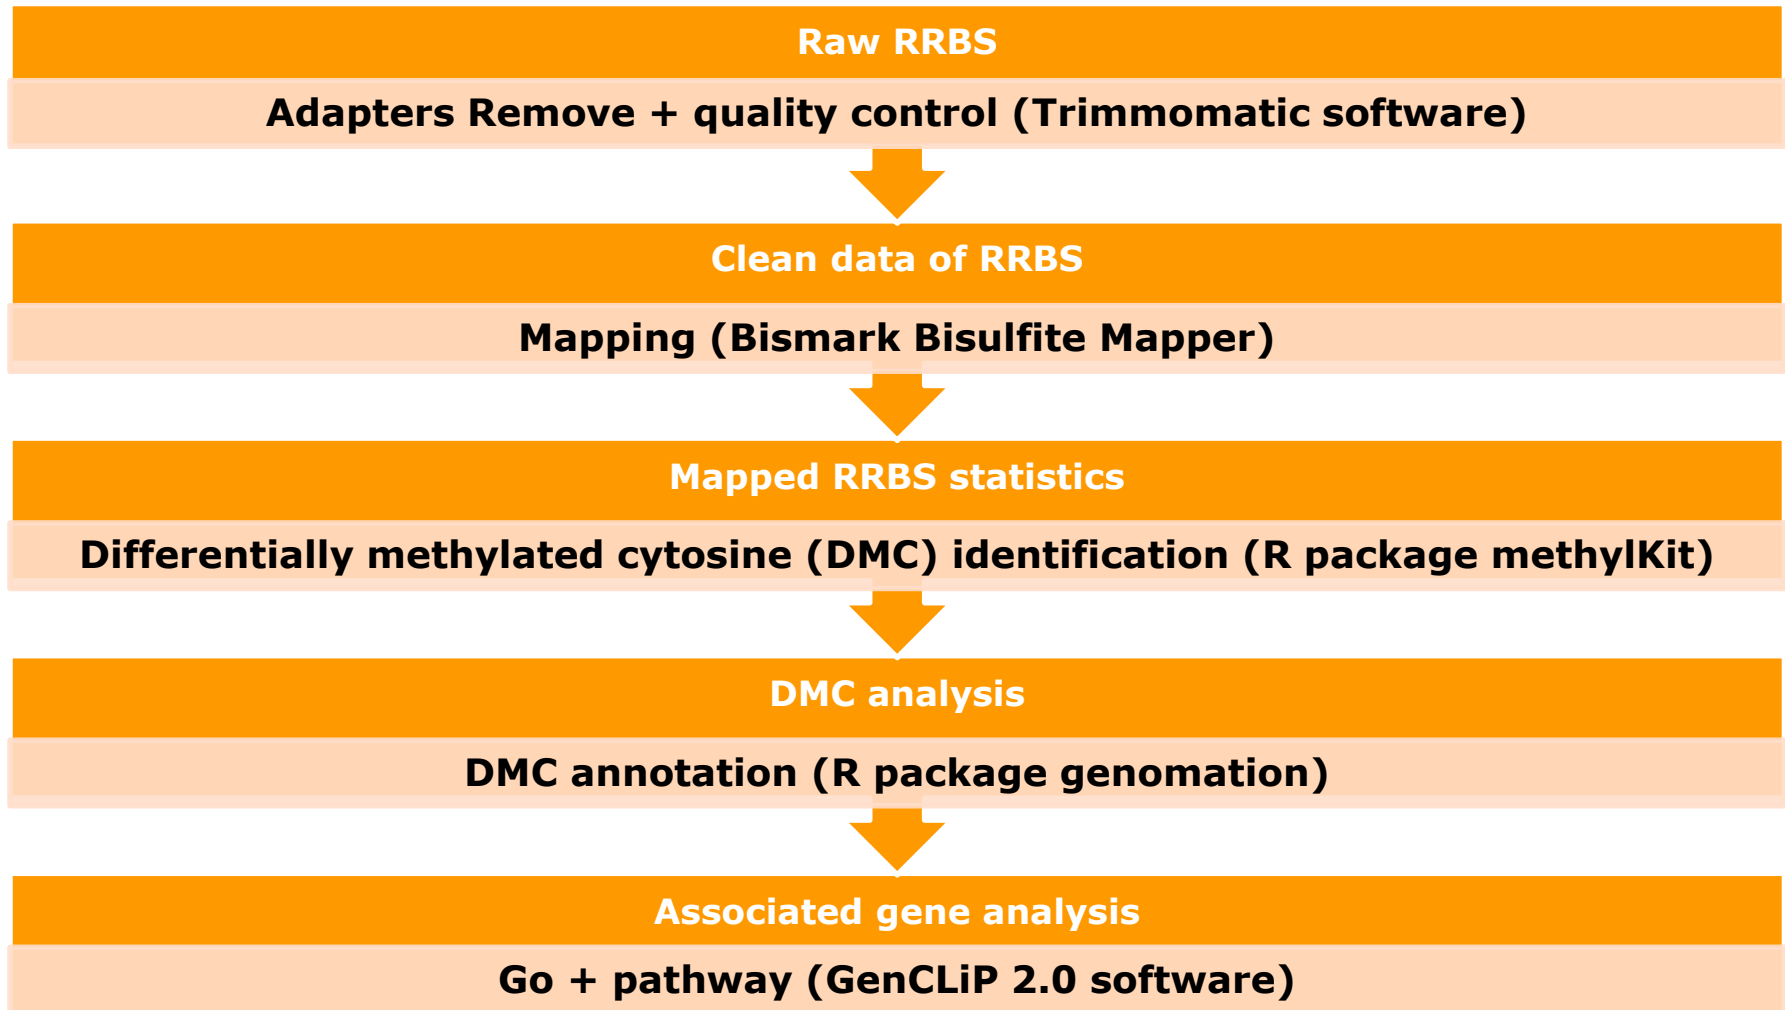 Raw RRBS
Adapters Remove + quality control (Trimmomatic software)
Clean data of RRBS
Mapping (Bismark Bisulfite Mapper)
Mapped RRBS statistics
Differentially methylated cytosine (DMC) identification (R package methylKit)
DMC analysis
DMC annotation (R package genomation)
Associated gene analysis
Go + pathway (GenCLiP 2.0 software)